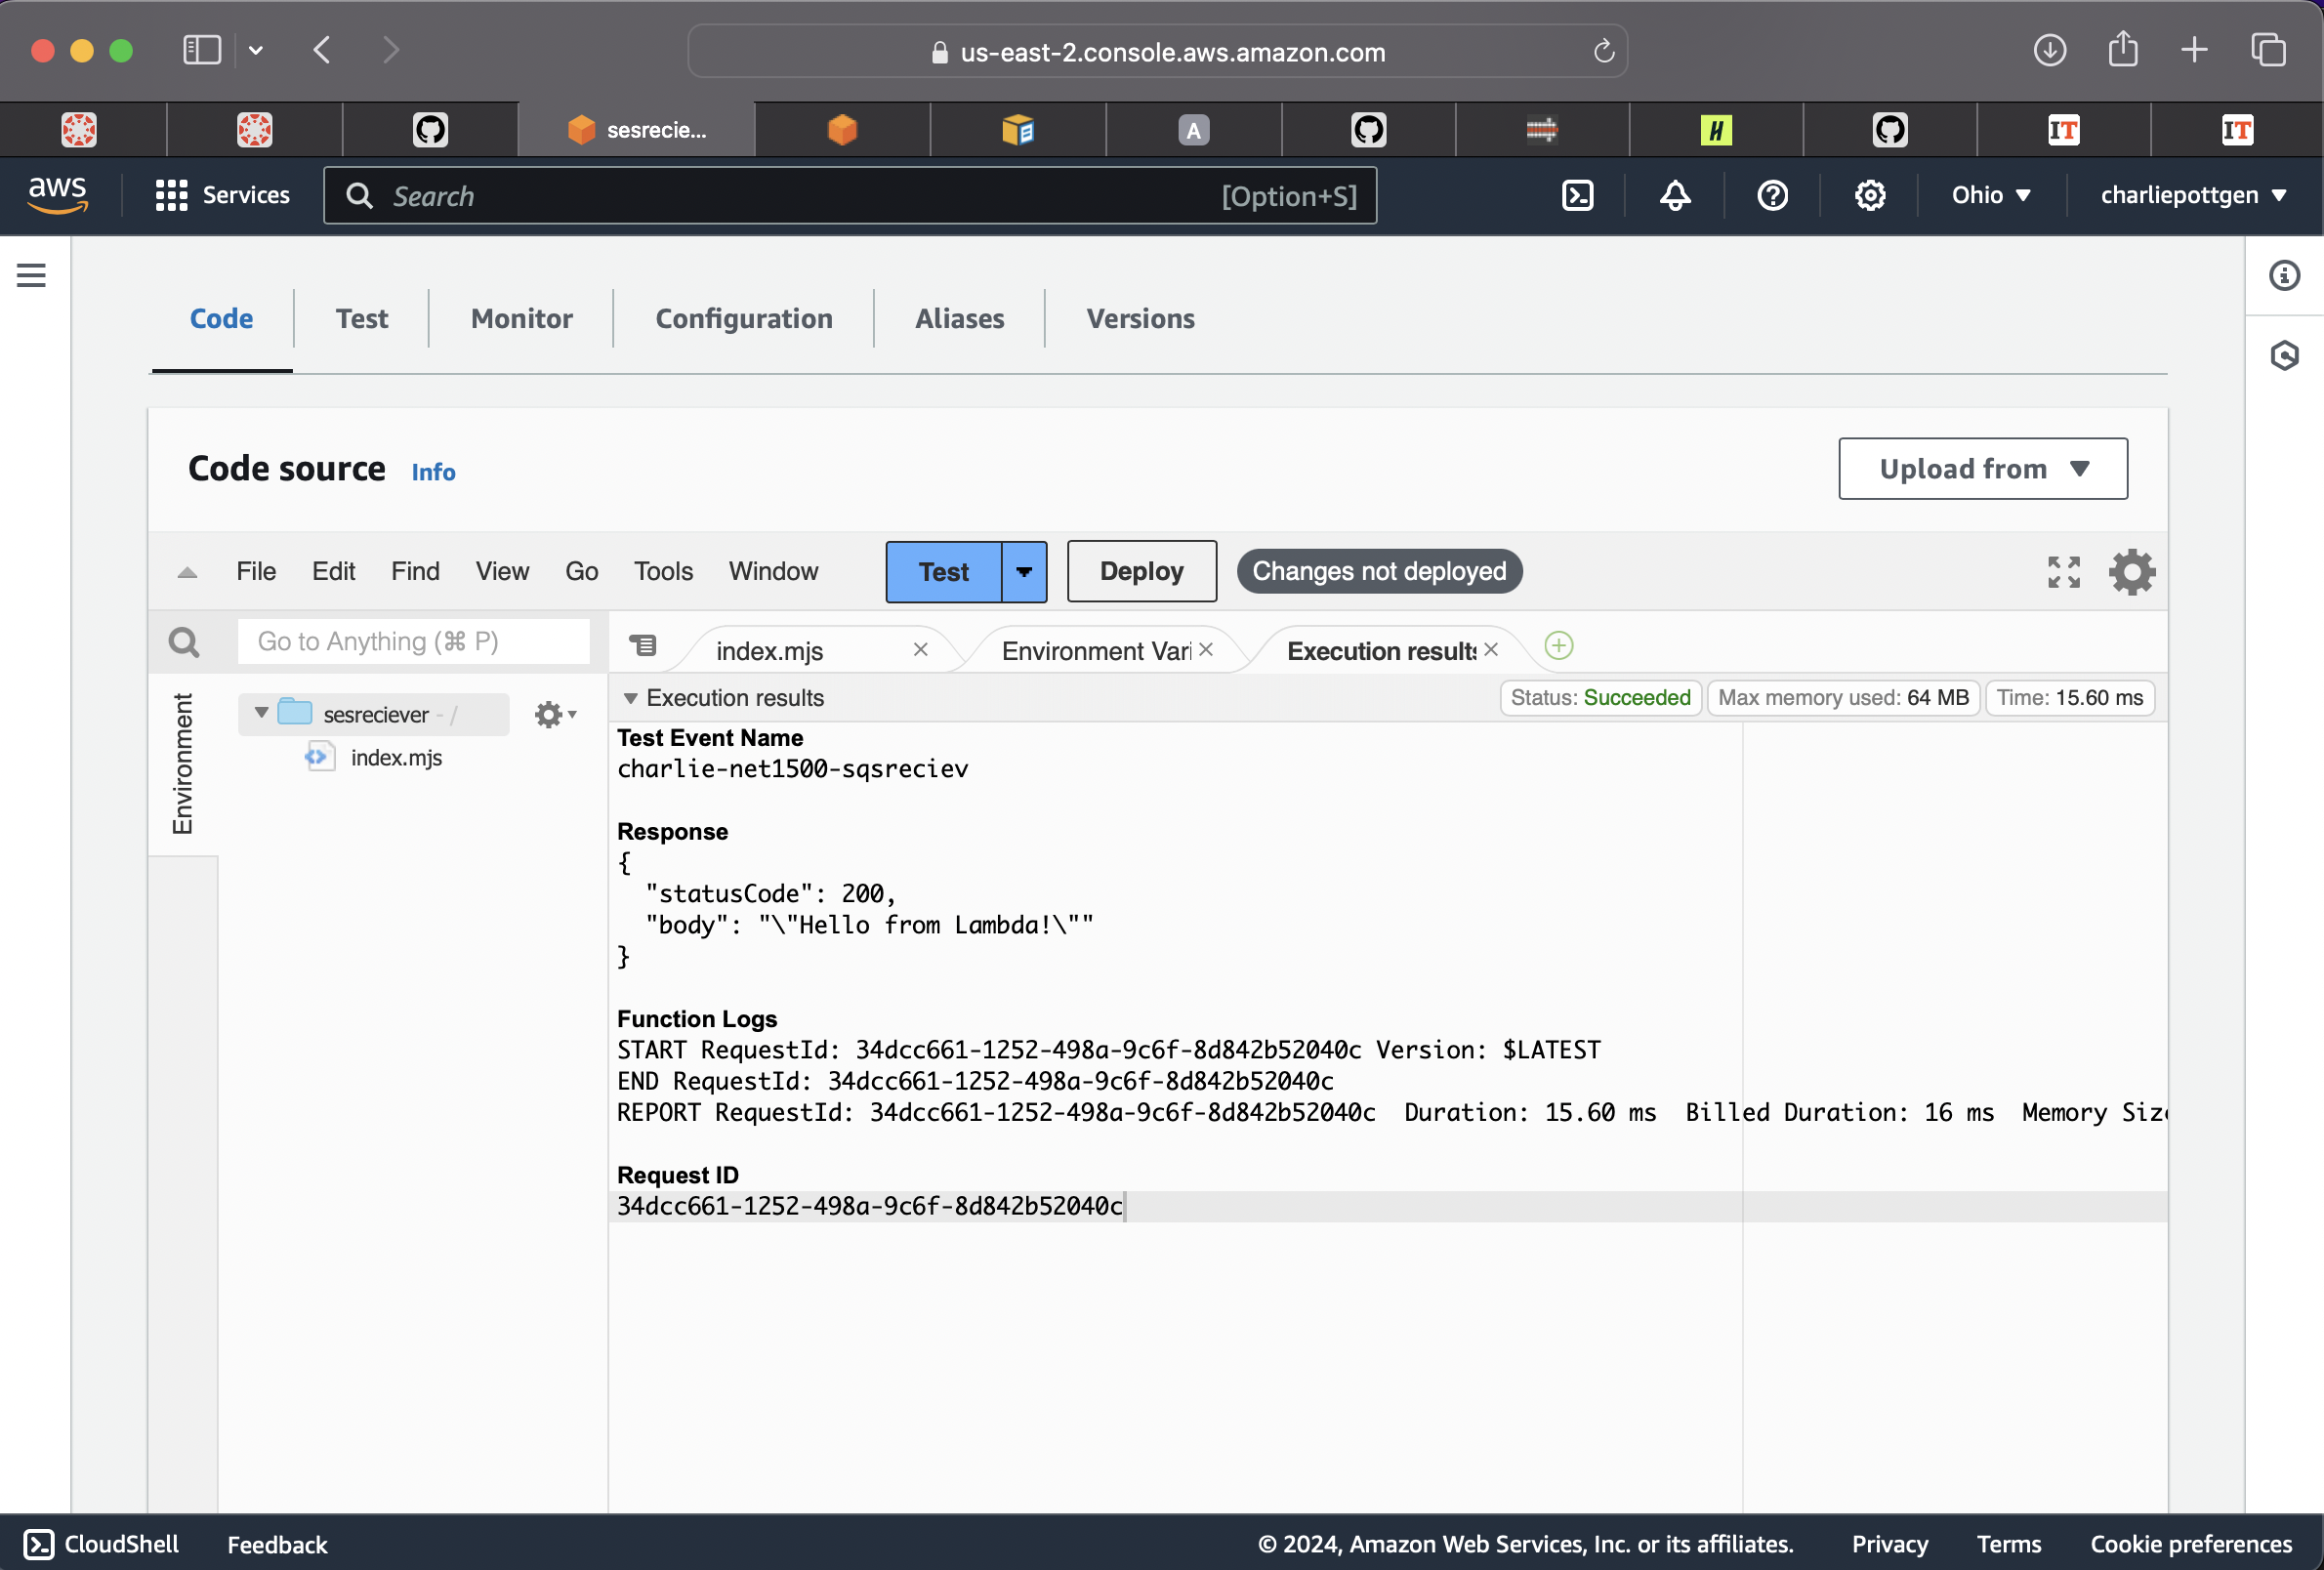 us-east-2.console.aws.amazon.com
sesrecie...
A
H
IT
IT
aws
Services
Search
[Option+S]
Ohio
charliepottgen
Code
Test
Monitor
Configuration
Aliases
Versions
Code source
Info
Upload from
File
Edit
Find
View
Go
Tools
Window
Test
Deploy
Changes not deployed
Go to Anything (⌘ P)
index.mjs
Environment Vari
Execution results
Environment
sesreciever - /
index.mjs
Execution results
Status: Succeeded
Max memory used: 64 MB
Time: 15.60 ms
Test Event Name
charlie-net1500-sqsreciev
Response
{
"statusCode": 200,
"body": "\"Hello from Lambda!\""
}
Function Logs
START RequestId: 34dcc661-1252-498a-9c6f-8d842b52040c Version: $LATEST
END RequestId: 34dcc661-1252-498a-9c6f-8d842b52040c
REPORT RequestId: 34dcc661-1252-498a-9c6f-8d842b52040c Duration: 15.60 ms Billed Duration: 16 ms Memory Size
Request ID
34dcc661-1252-498a-9c6f-8d842b52040c
CloudShell
Feedback
© 2024, Amazon Web Services, Inc. or its affiliates.
Privacy
Terms
Cookie preferences